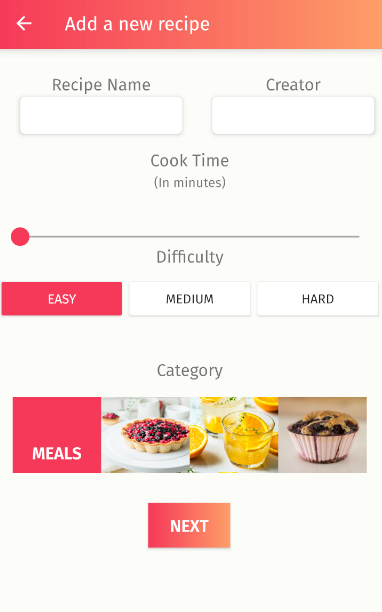 Add a new recipe
Recipe Name
Creator
Cook Time
(In minutes)
Difficulty
EASY
MEDIUM
HARD
Category
MEALS
NEXT